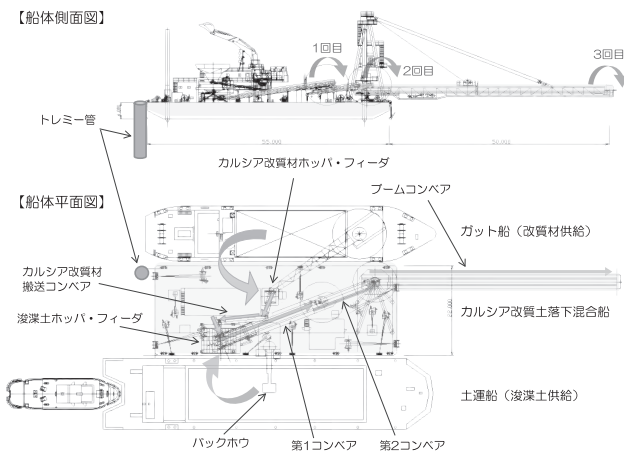 【船体側面図】
1回目
2回目
3回目
トレミー管
55.000
50.000
カルシア改質材ホッパ・フィーダ
【船体平面図】
ブームコンベア
ガット船（改質材供給）
カルシア改質材
搬送コンベア
カルシア改質土落下混合船
浚渫土ホッパ・フィーダ
土運船（浚渫土供給）
バックホウ
第1コンベア
第2コンベア